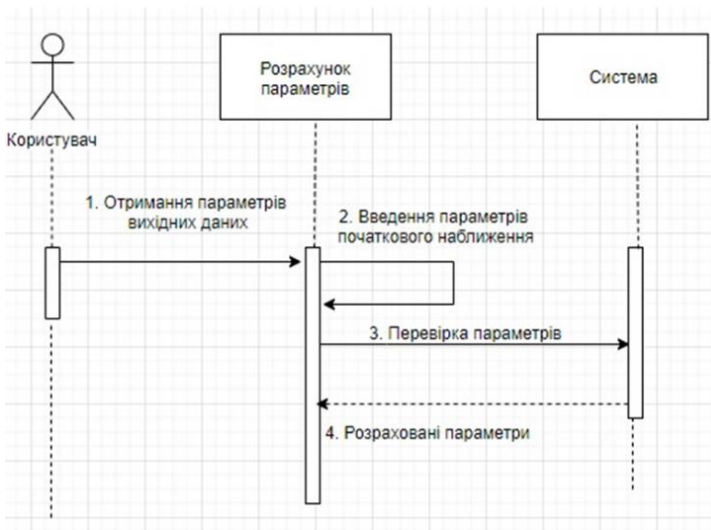 Розрахунок
параметрів
Система
Користувач
1. Отримання параметрів
вихідних даних
2. Введення параметрів
початкового наближення
3. Перевірка параметрів
4. Розраховані параметри